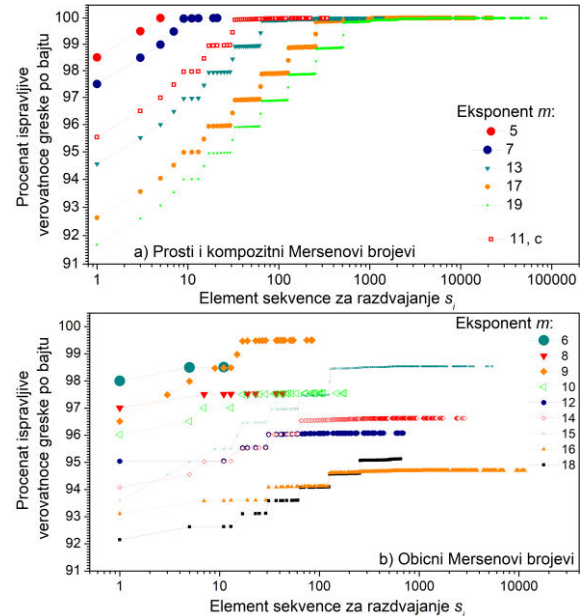 Procenat ispravljive
verovatnoce greske po bajtu
100
99
98
97
96
95
94
93
92
91
Eksponent m:
5
7
13
17
19
11, c
a) Prosti i kompozitni Mersenovi brojevi
1 10 100 1000 10000 100000
Element sekvence za razdvajanje si
Procenat ispravljive
verovatnoce greske po bajtu
100
99
98
97
96
95
94
93
92
91
Eksponent m:
6
8
9
10
12
14
15
16
18
b) Obicni Mersenovi brojevi
1 10 100 1000 10000
Element sekvence za razdvajanje si